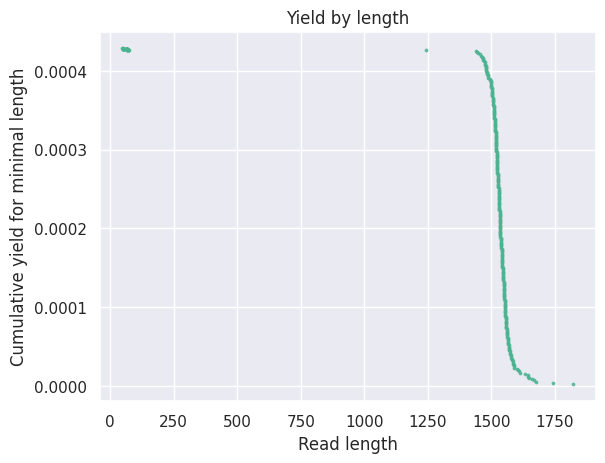 Yield by length
Cumulative yield for minimal length
0.0004
0.0003
0.0002
0.0001
0.0000
0 250 500 750 1000 1250 1500 1750
Read length